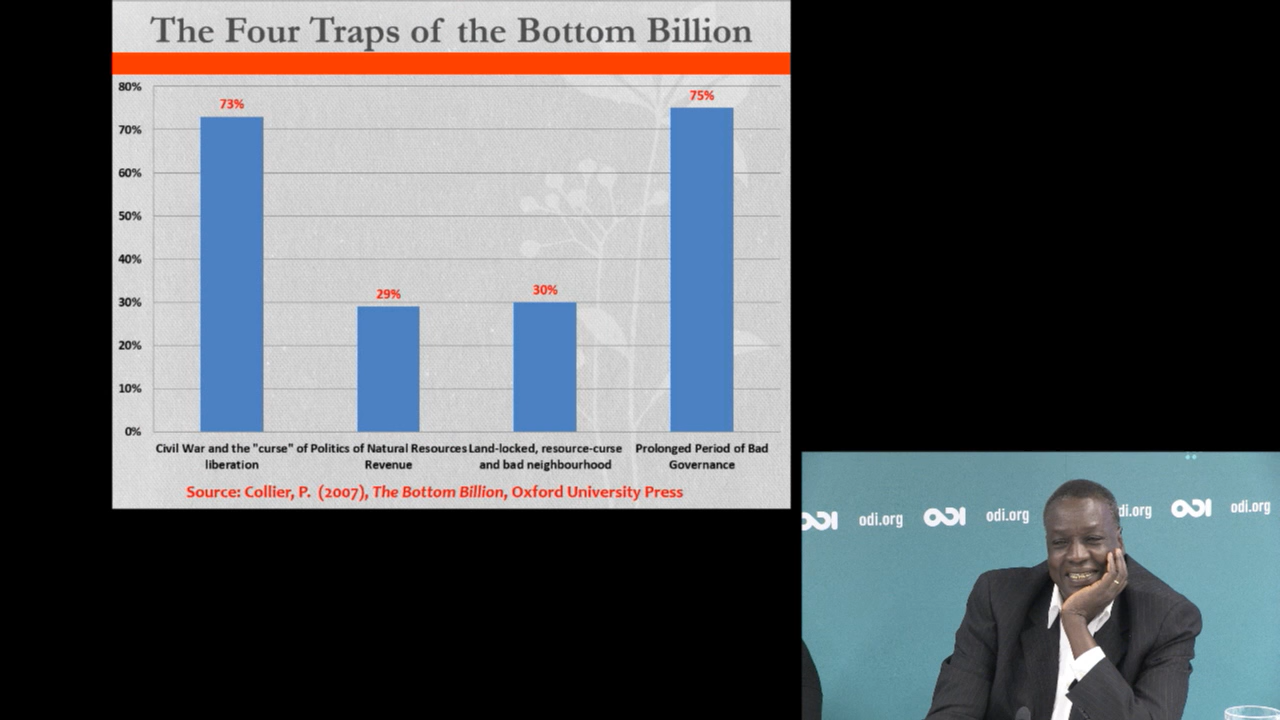 The Four Traps of the Bottom Billion
80%
70%
60%
50%
40%
30%
20%
10%
0%
73%
29%
30%
75%
Civil War and the "curse" of
liberation
Politics of Natural Resources
Revenue
Land-locked, resource-curse
and bad neighbourhood
Prolonged Period of Bad
Governance
Source: Collier, P. (2007), The Bottom Billion, Oxford University Press
ODI odi.org ODI odi.org di.org ODI odi.org